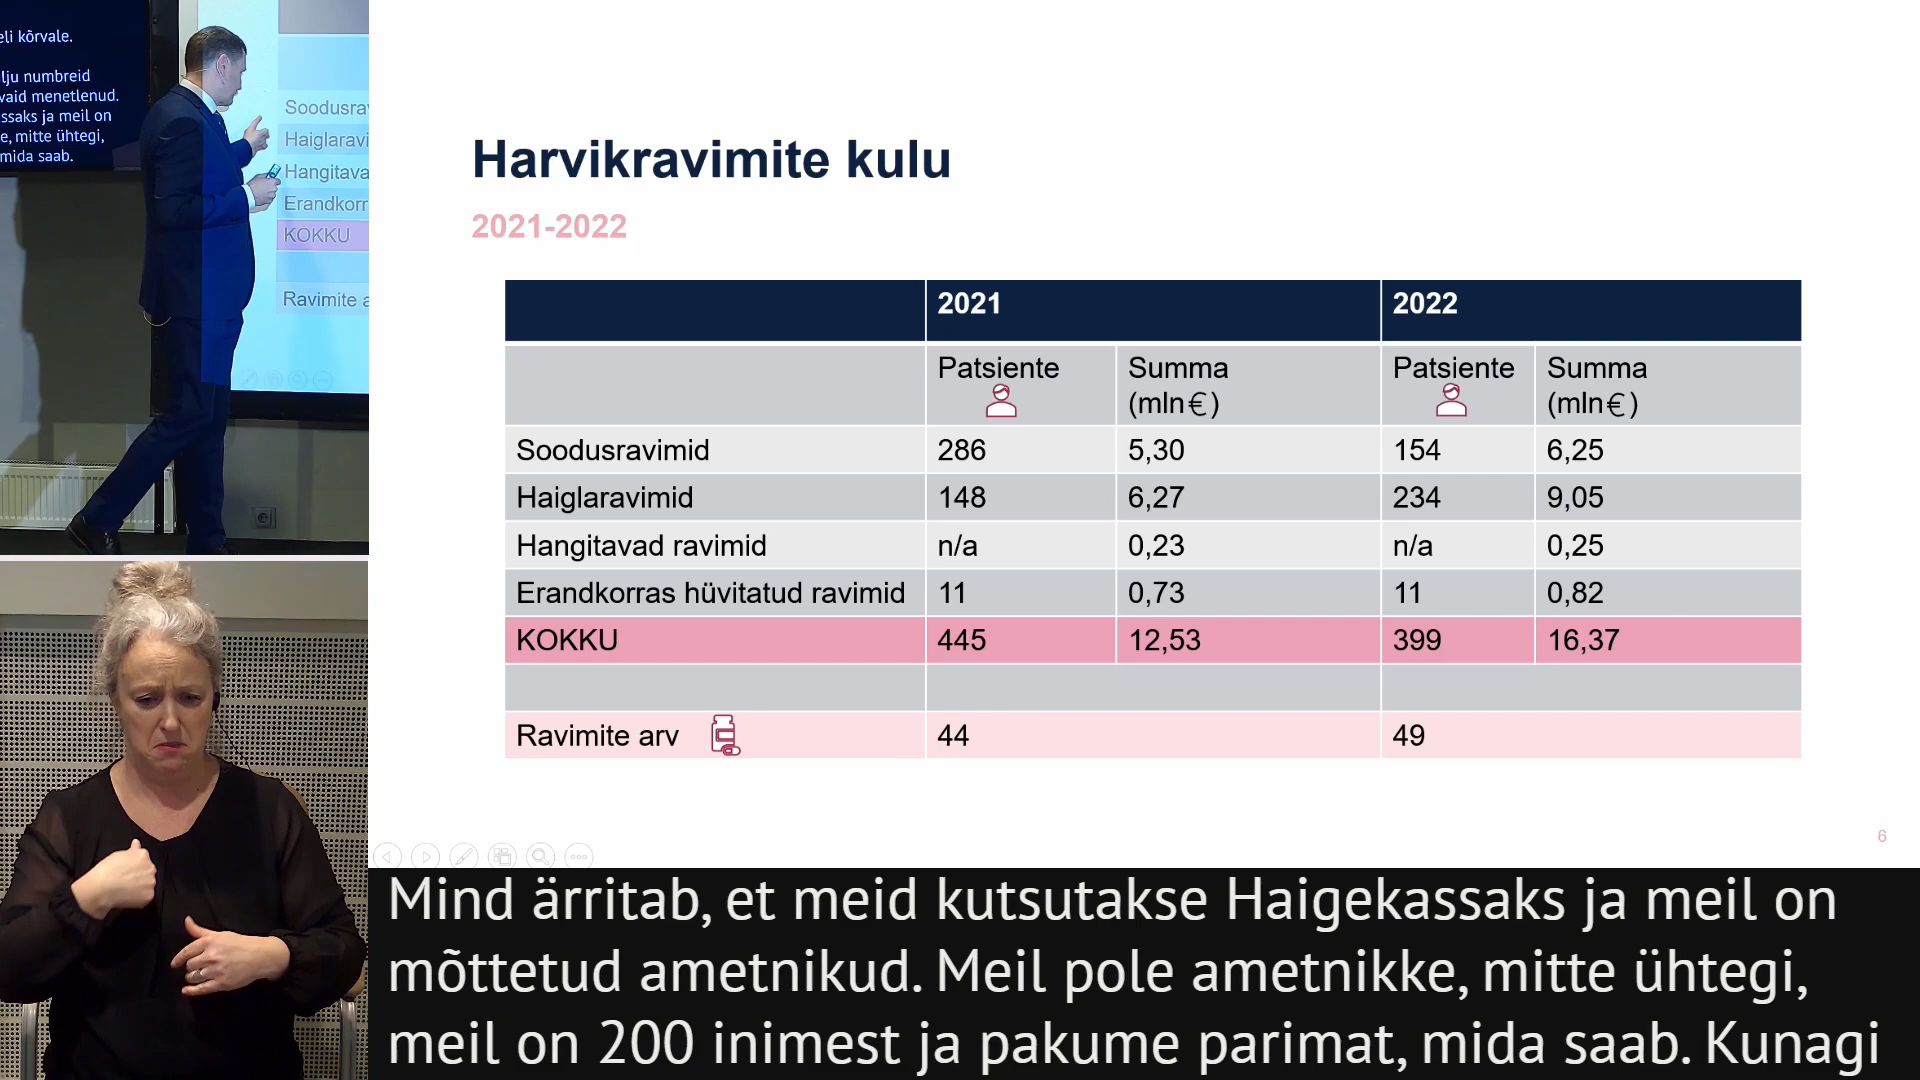 eli kõrvale.
lju numbreid
vaid menetlenud.
ssaks ja meil on
e, mitte ühtegi,
mida saab.
Soodusra
Haiglaravi
Hangitava
Erandkorr
KOKKU
Ravimite a
Harvikravimite kulu
2021-2022
2021 2022
Patsiente Summa (mln€) Patsiente Summa (mln€)
Soodusravimid 286 5,30 154 6,25
Haiglaravimid 148 6,27 234 9,05
Hangitavad ravimid n/a 0,23 n/a 0,25
Erandkorras hüvitatud ravimid 11 0,73 11 0,82
KOKKU 445 12,53 399 16,37
Ravimite arv 44 49
6
Mind ärritab, et meid kutsutakse Haigekassaks ja meil on
mõttetud ametnikud. Meil pole ametnikke, mitte ühtegi,
meil on 200 inimest ja pakume parimat, mida saab. Kunagi